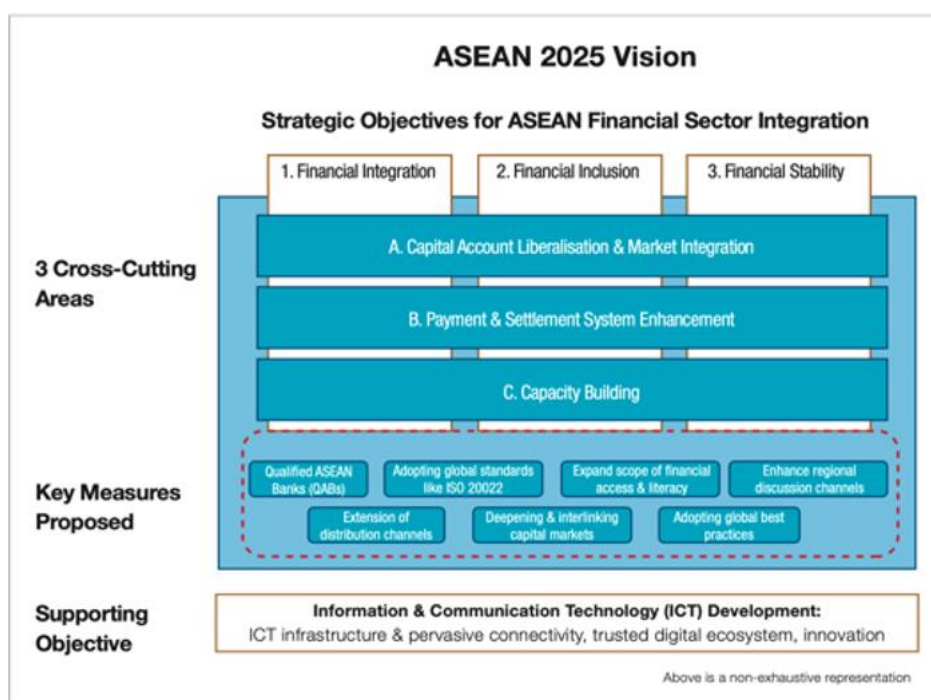 ASEAN 2025 Vision
Strategic Objectives for ASEAN Financial Sector Integration
1. Financial Integration
2. Financial Inclusion
3. Financial Stability
3 Cross-Cutting
Areas
A. Capital Account Liberalisation & Market Integration
B. Payment & Settlement System Enhancement
C. Capacity Building
Key Measures
Proposed
Qualified ASEAN
Banks (QABs)
Adopting global standards
like ISO 20022
Expand scope of financial
access & literacy
Enhance regional
discussion channels
Extension of
distribution channels
Deepening & interlinking
capital markets
Adopting global best
practices
Supporting
Objective
Information & Communication Technology (ICT) Development:
ICT infrastructure & pervasive connectivity, trusted digital ecosystem, innovation
Above is a non-exhaustive representation